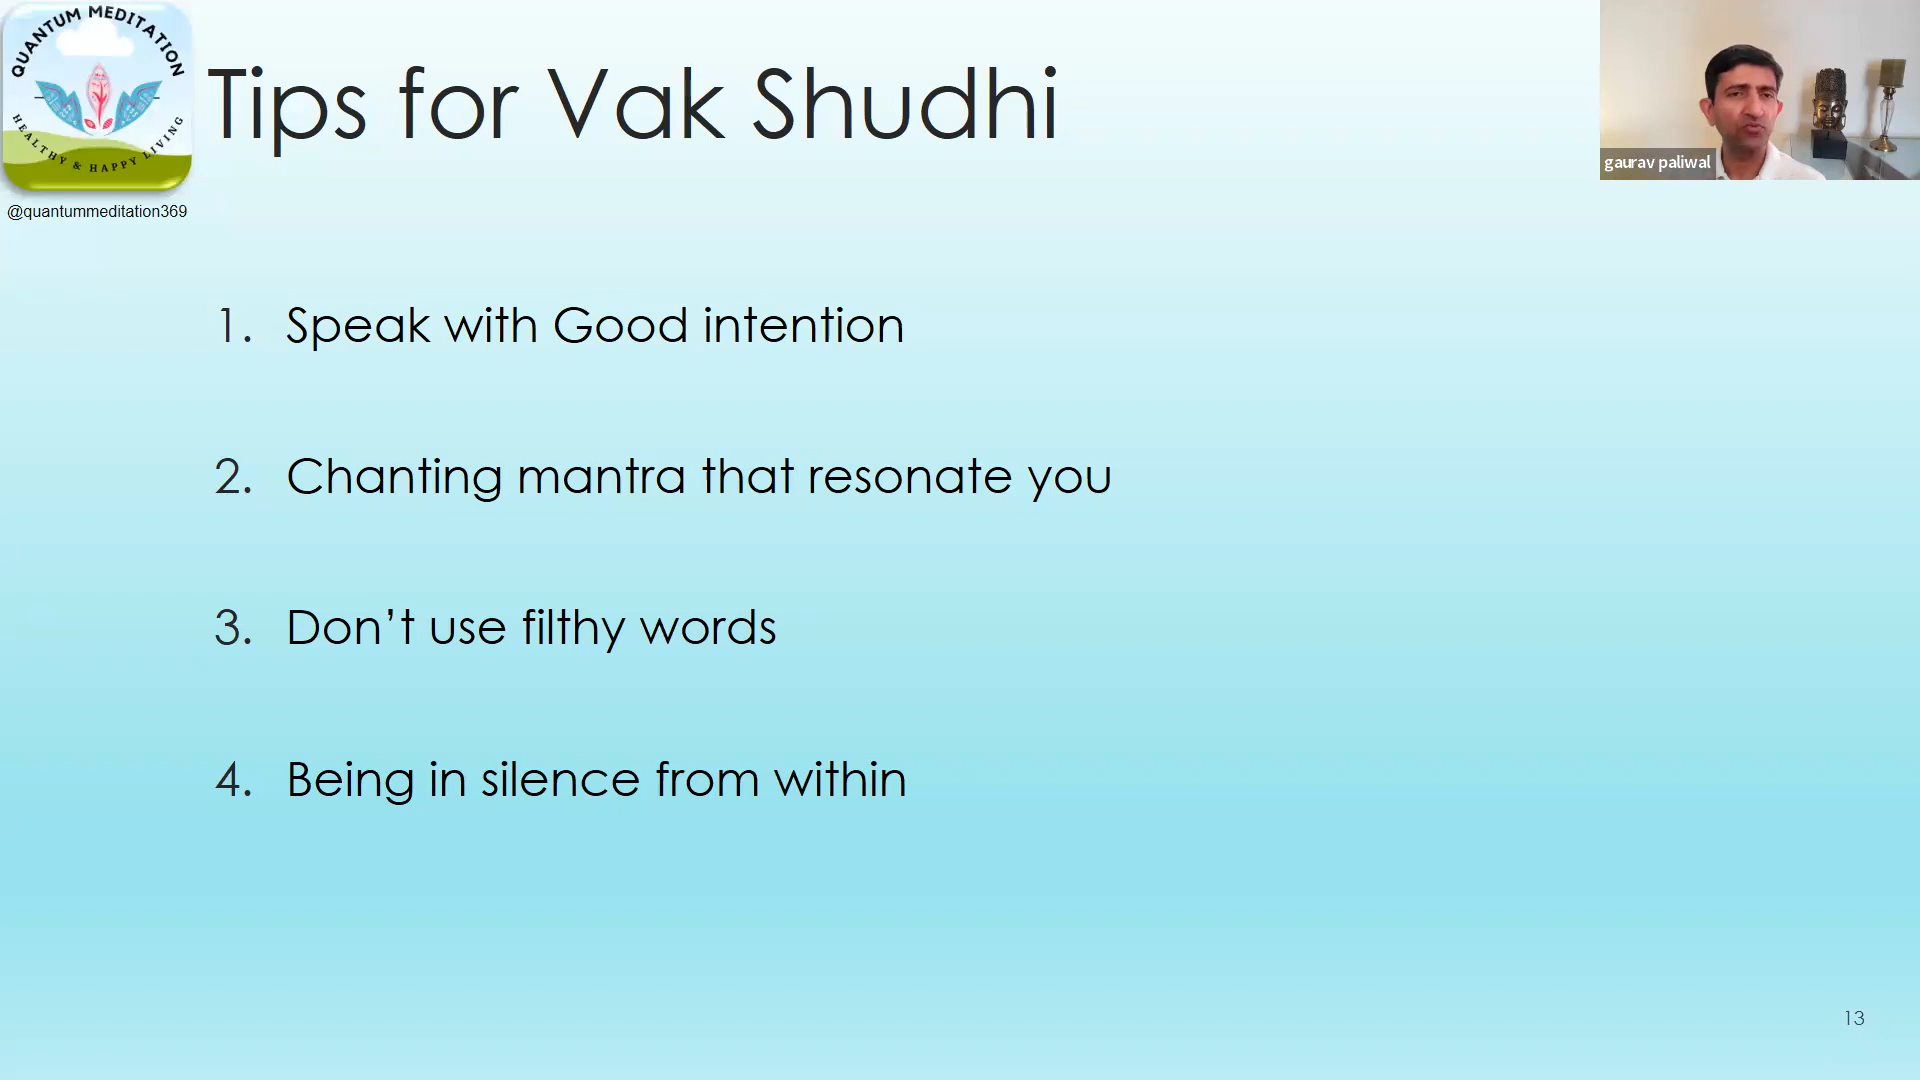 QUANTUM MEDITATION
HEALTHY & HAPPY LIVING
@quantummeditation369
Tips for Vak Shudhi
gaurav paliwal
1. Speak with Good intention
2. Chanting mantra that resonate you
3. Don’t use filthy words
4. Being in silence from within
13